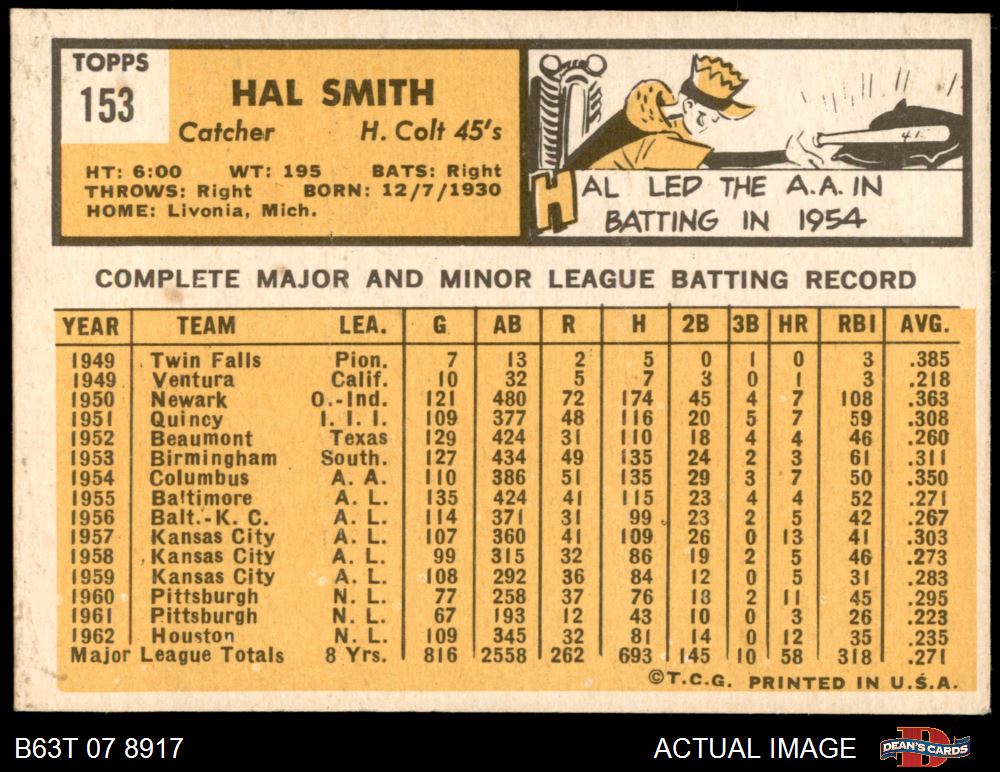 TOPPS
153
HAL SMITH
Catcher H. Colt 45's
HT: 6:00 WT: 195 BATS: Right
THROWS: Right BORN: 12/7/1930
HOME: Livonia, Mich.
45
HAL LED THE A.A. IN
BATTING IN 1954
COMPLETE MAJOR AND MINOR LEAGUE BATTING RECORD
YEAR TEAM LEA. G AB R H 2B 3B HR RBI AVG.
1949 Twin Falls Pion. 7 13 2 5 0 1 0 3 .385
1949 Ventura Calif. 10 32 5 7 3 0 1 3 .218
1950 Newark O.-Ind. 121 480 72 174 45 4 7 108 .363
1951 Quincy I. I. I. 109 377 48 116 20 5 7 59 .308
1952 Beaumont Texas 129 424 31 110 18 4 4 46 .260
1953 Birmingham South. 127 434 49 135 24 2 3 61 .311
1954 Columbus A. A. 110 386 51 135 29 3 7 50 .350
1955 Baltimore A. L. 135 424 41 115 23 4 4 52 .271
1956 Balt.-K. C. A. L. 114 371 31 99 23 2 5 42 .267
1957 Kansas City A. L. 107 360 41 109 26 0 13 41 .303
1958 Kansas City A. L. 99 315 32 86 19 2 5 46 .273
1959 Kansas City A. L. 108 292 36 84 12 0 5 31 .283
1960 Pittsburgh N. L. 77 258 37 76 18 2 11 45 .295
1961 Pittsburgh N. L. 67 193 12 43 10 0 3 26 .223
1962 Houston N. L. 109 345 32 81 14 0 12 35 .235
Major League Totals 8 Yrs. 816 2558 262 693 145 10 58 318 .271
©T.C.G. PRINTED IN U.S.A.
B63T 07 8917 ACTUAL IMAGE D DEAN'S CARDS